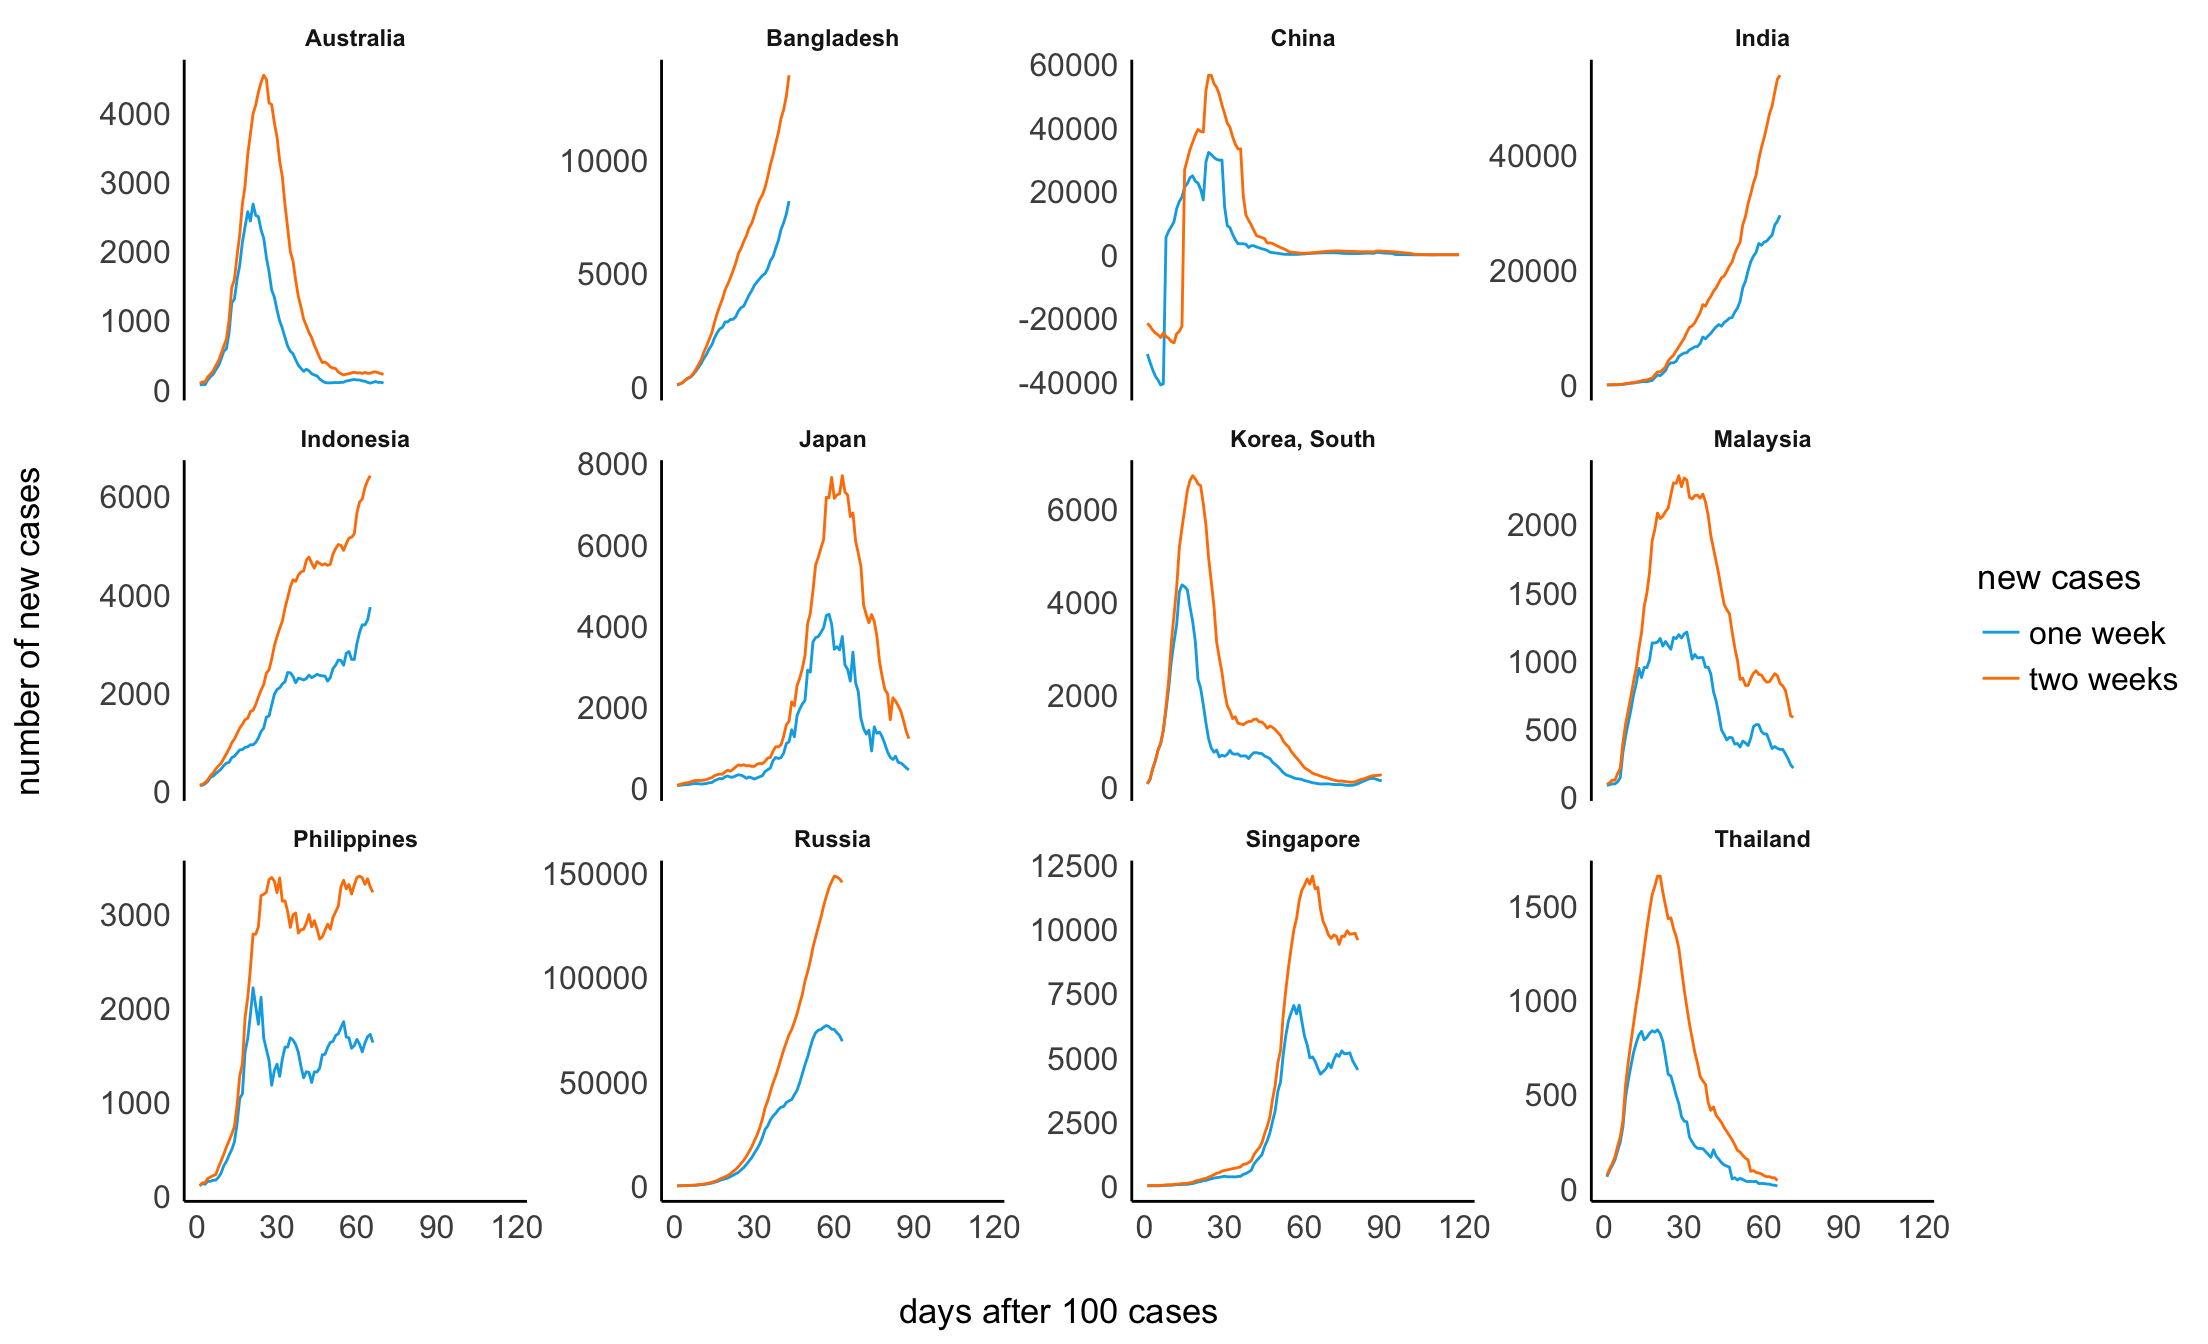 Australia
Bangladesh
China
India
4000
3000
2000
1000
0
10000
5000
0
60000
40000
20000
0
-20000
-40000
40000
20000
0
Indonesia
Japan
Korea, South
Malaysia
6000
4000
2000
0
8000
6000
4000
2000
0
6000
4000
2000
0
2000
1500
1000
500
0
Philippines
Russia
Singapore
Thailand
3000
2000
1000
0
150000
100000
50000
0
12500
10000
7500
5000
2500
0
1500
1000
500
0
0 30 60 90 120
0 30 60 90 120
0 30 60 90 120
0 30 60 90 120
days after 100 cases
number of new cases
new cases
one week
two weeks